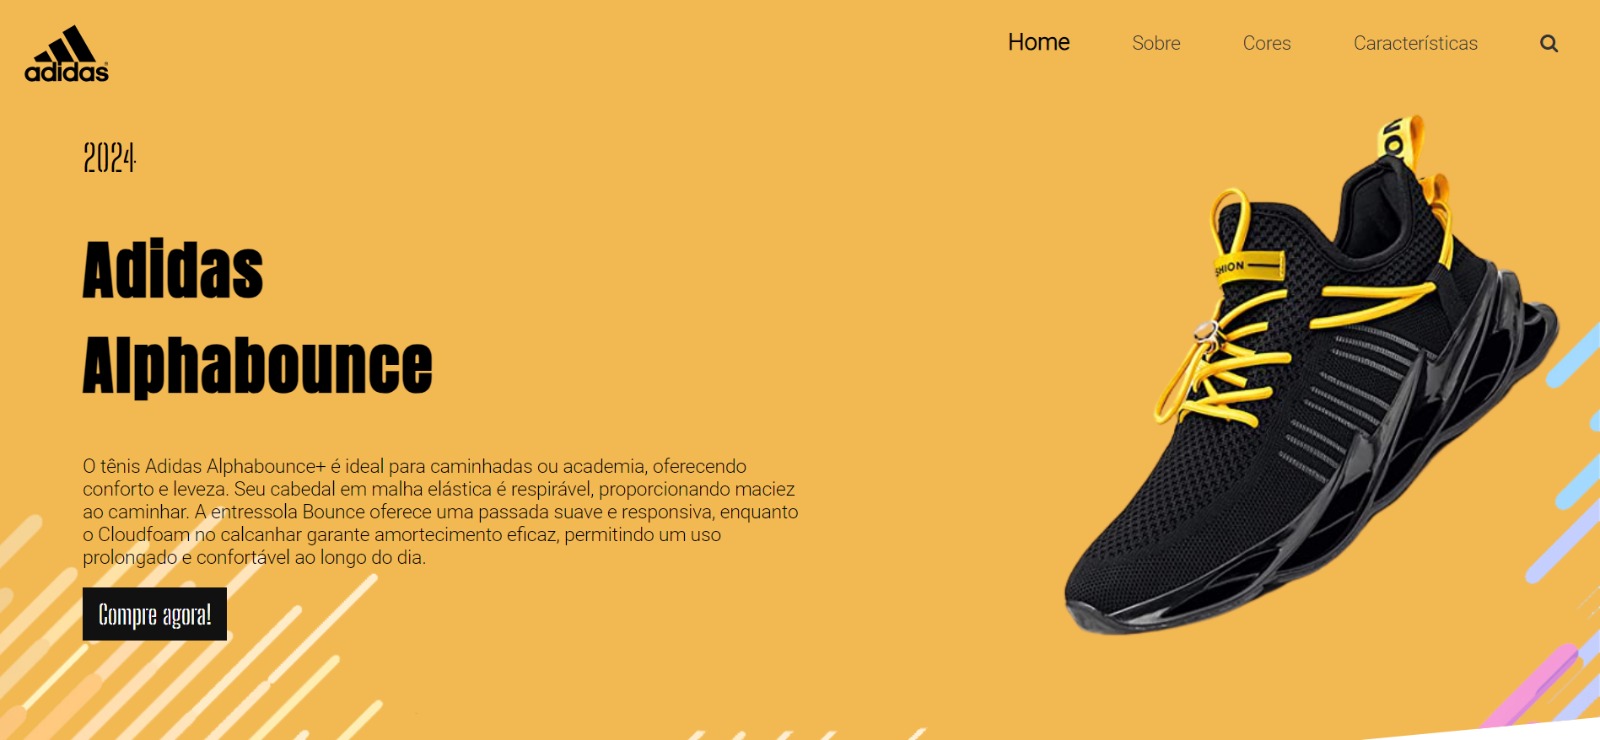 adidas
Home
Sobre
Cores
Características
2024
Adidas
Alphabounce
O tênis Adidas Alphabounce+ é ideal para caminhadas ou academia, oferecendo
conforto e leveza. Seu cabedal em malha elástica é respirável, proporcionando maciez
ao caminhar. A entressola Bounce oferece uma passada suave e responsiva, enquanto
o Cloudfoam no calcanhar garante amortecimento eficaz, permitindo um uso
prolongado e confortável ao longo do dia.
Compre agora!
SHION